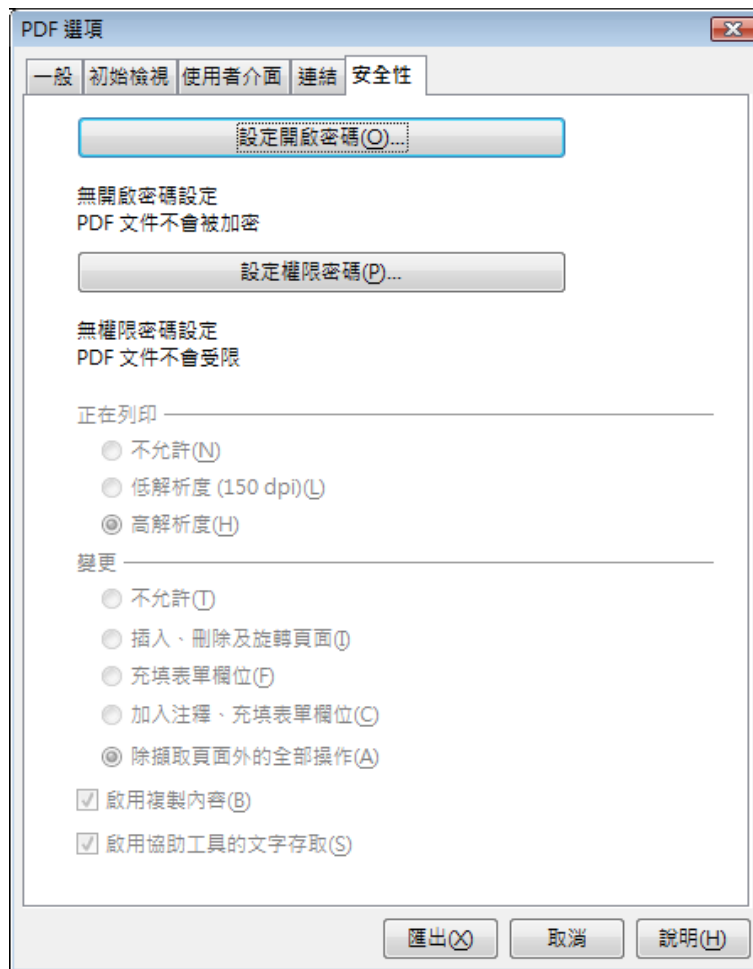 PDF 選項
一般 初始檢視 使用者介面 連結 安全性
設定開啟密碼(O)...
無開啟密碼設定
PDF 文件不會被加密
設定權限密碼(P)...
無權限密碼設定
PDF 文件不會受限
正在列印
不允許(N)
低解析度 (150 dpi)(L)
高解析度(H)
變更
不允許(T)
插入、刪除及旋轉頁面(I)
充填表單欄位(F)
加入注釋、充填表單欄位(C)
除擷取頁面外的全部操作(A)
啟用複製內容(B)
啟用協助工具的文字存取(S)
匯出(X) 取消 說明(H)